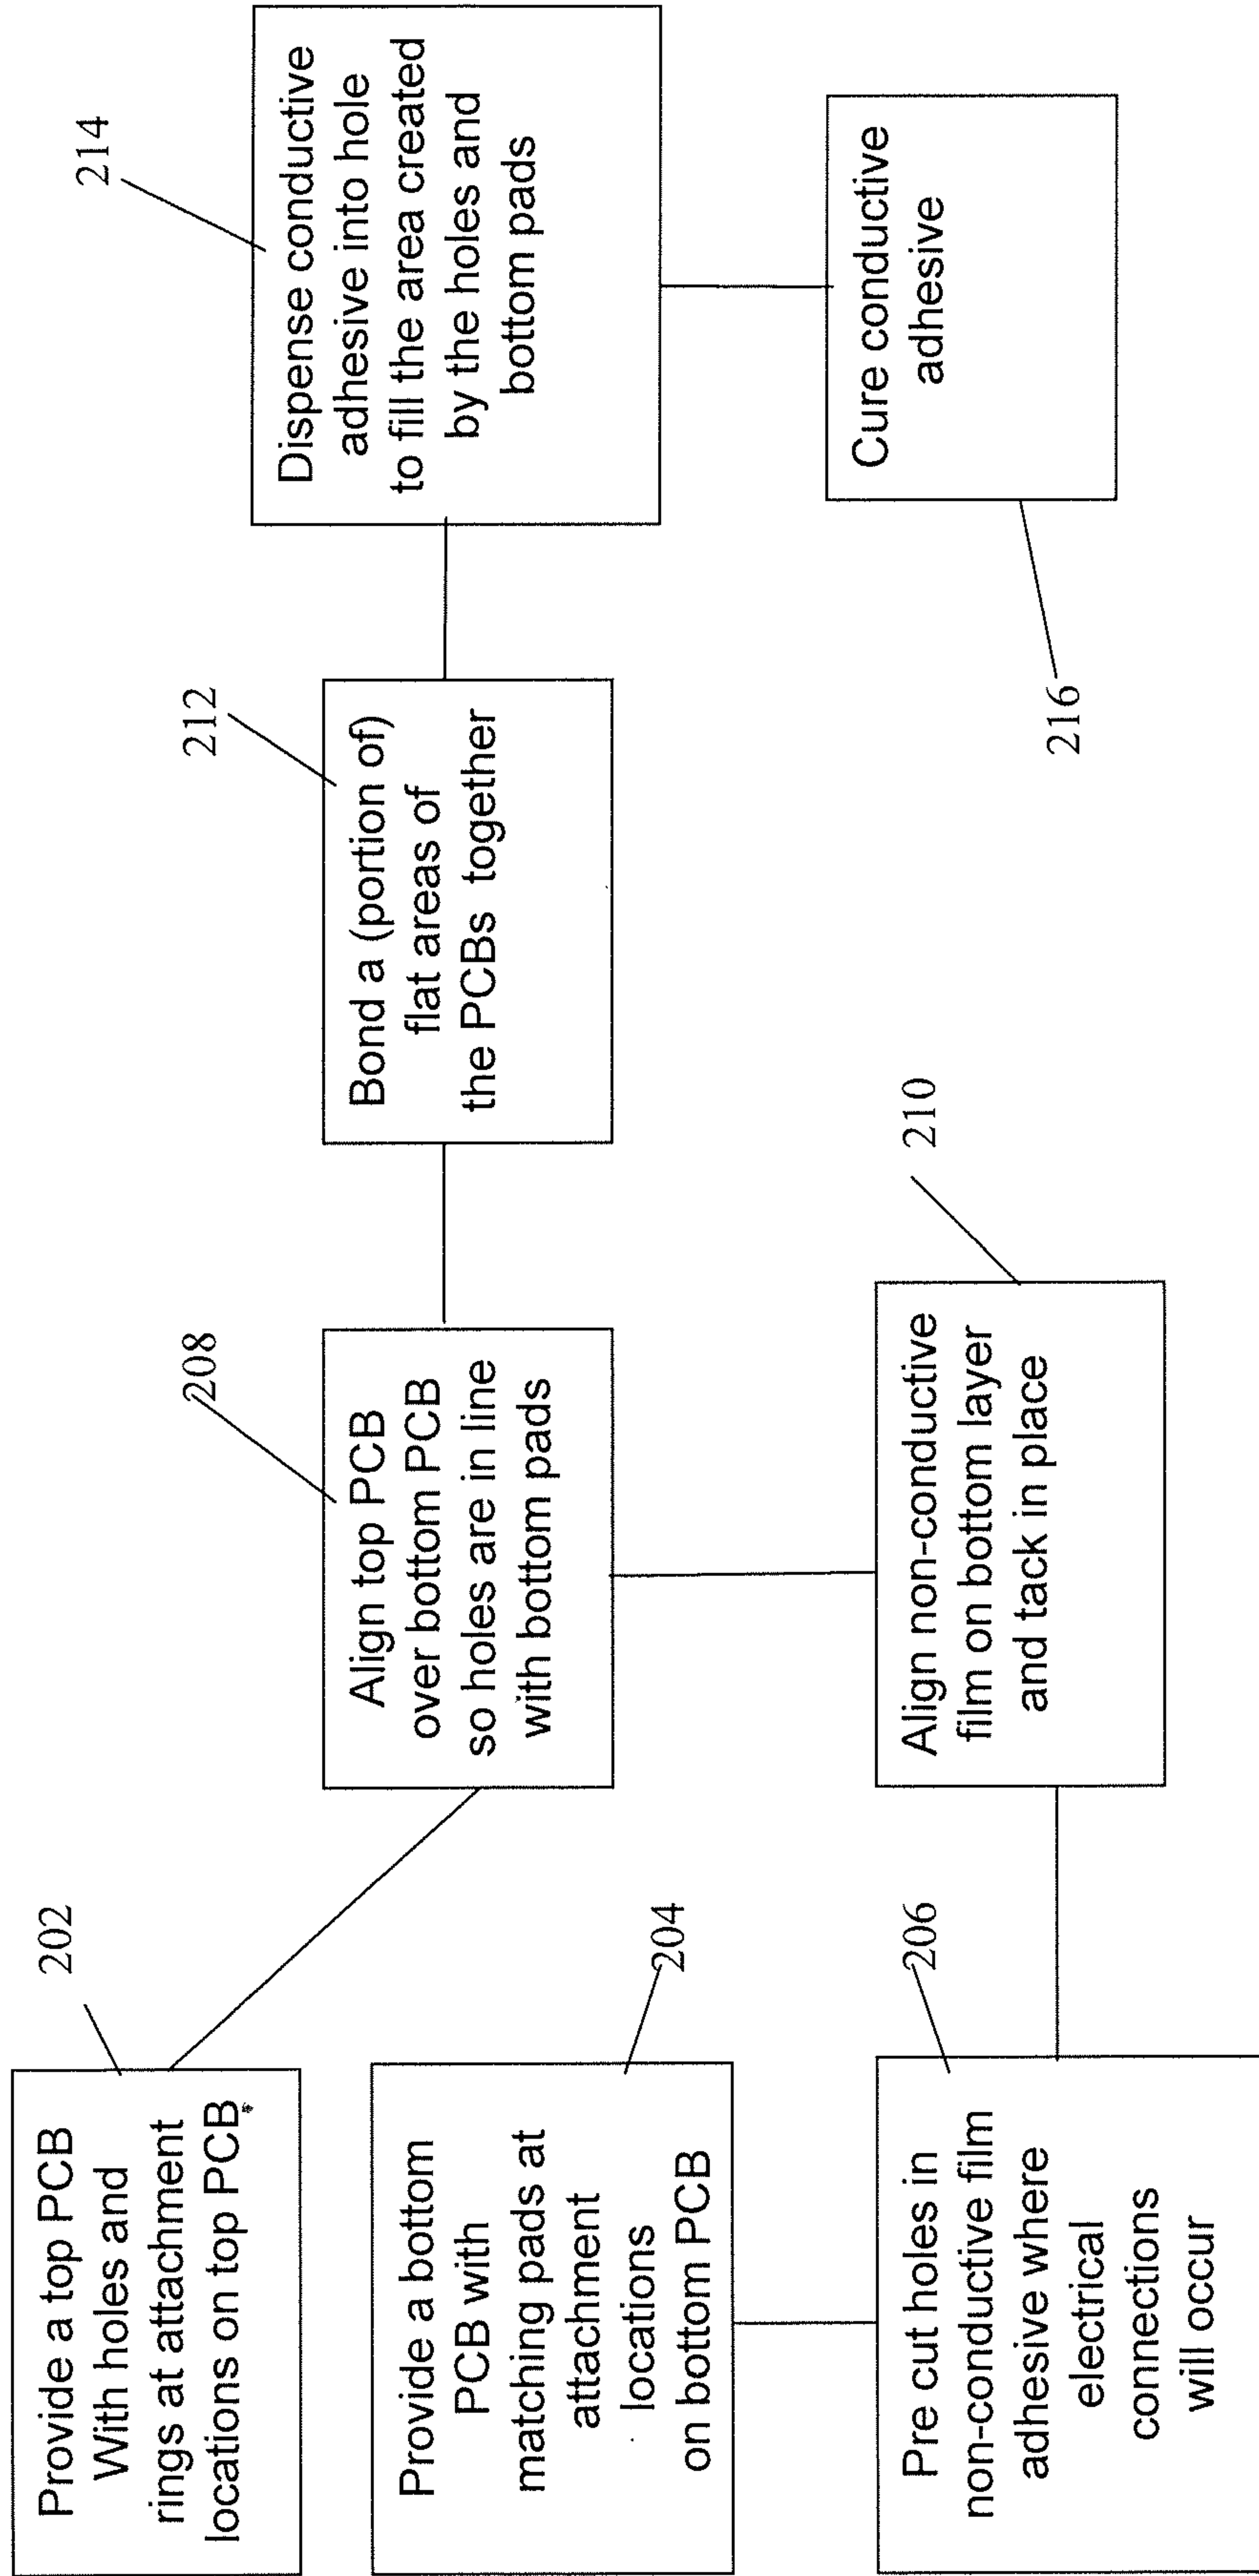 Provide a top PCB
With holes and
rings at attachment
locations on top PCB
202
Provide a bottom
PCB with
matching pads at
attachment
locations
on bottom PCB
204
Pre cut holes in
non-conductive film
adhesive where
electrical
connections
will occur
206
Align top PCB
over bottom PCB
so holes are in line
with bottom pads
208
Align non-conductive
film on bottom layer
and tack in place
210
Bond a (portion of)
flat areas of
the PCBs together
212
Dispense conductive
adhesive into hole
to fill the area created
by the holes and
bottom pads
214
Cure conductive
adhesive
216